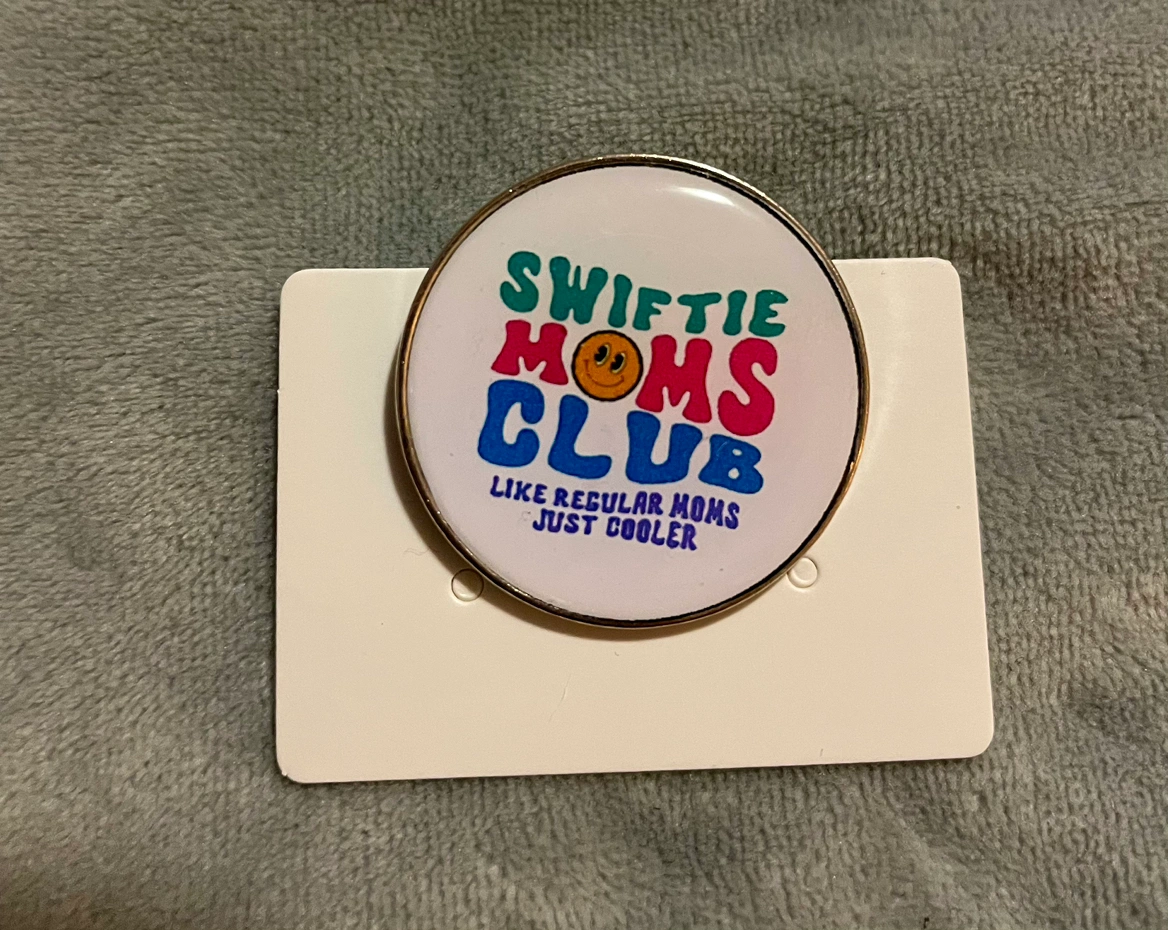 SWIFTIE
MOMS
CLUB
LIKE REGULAR MOMS
JUST COOLER